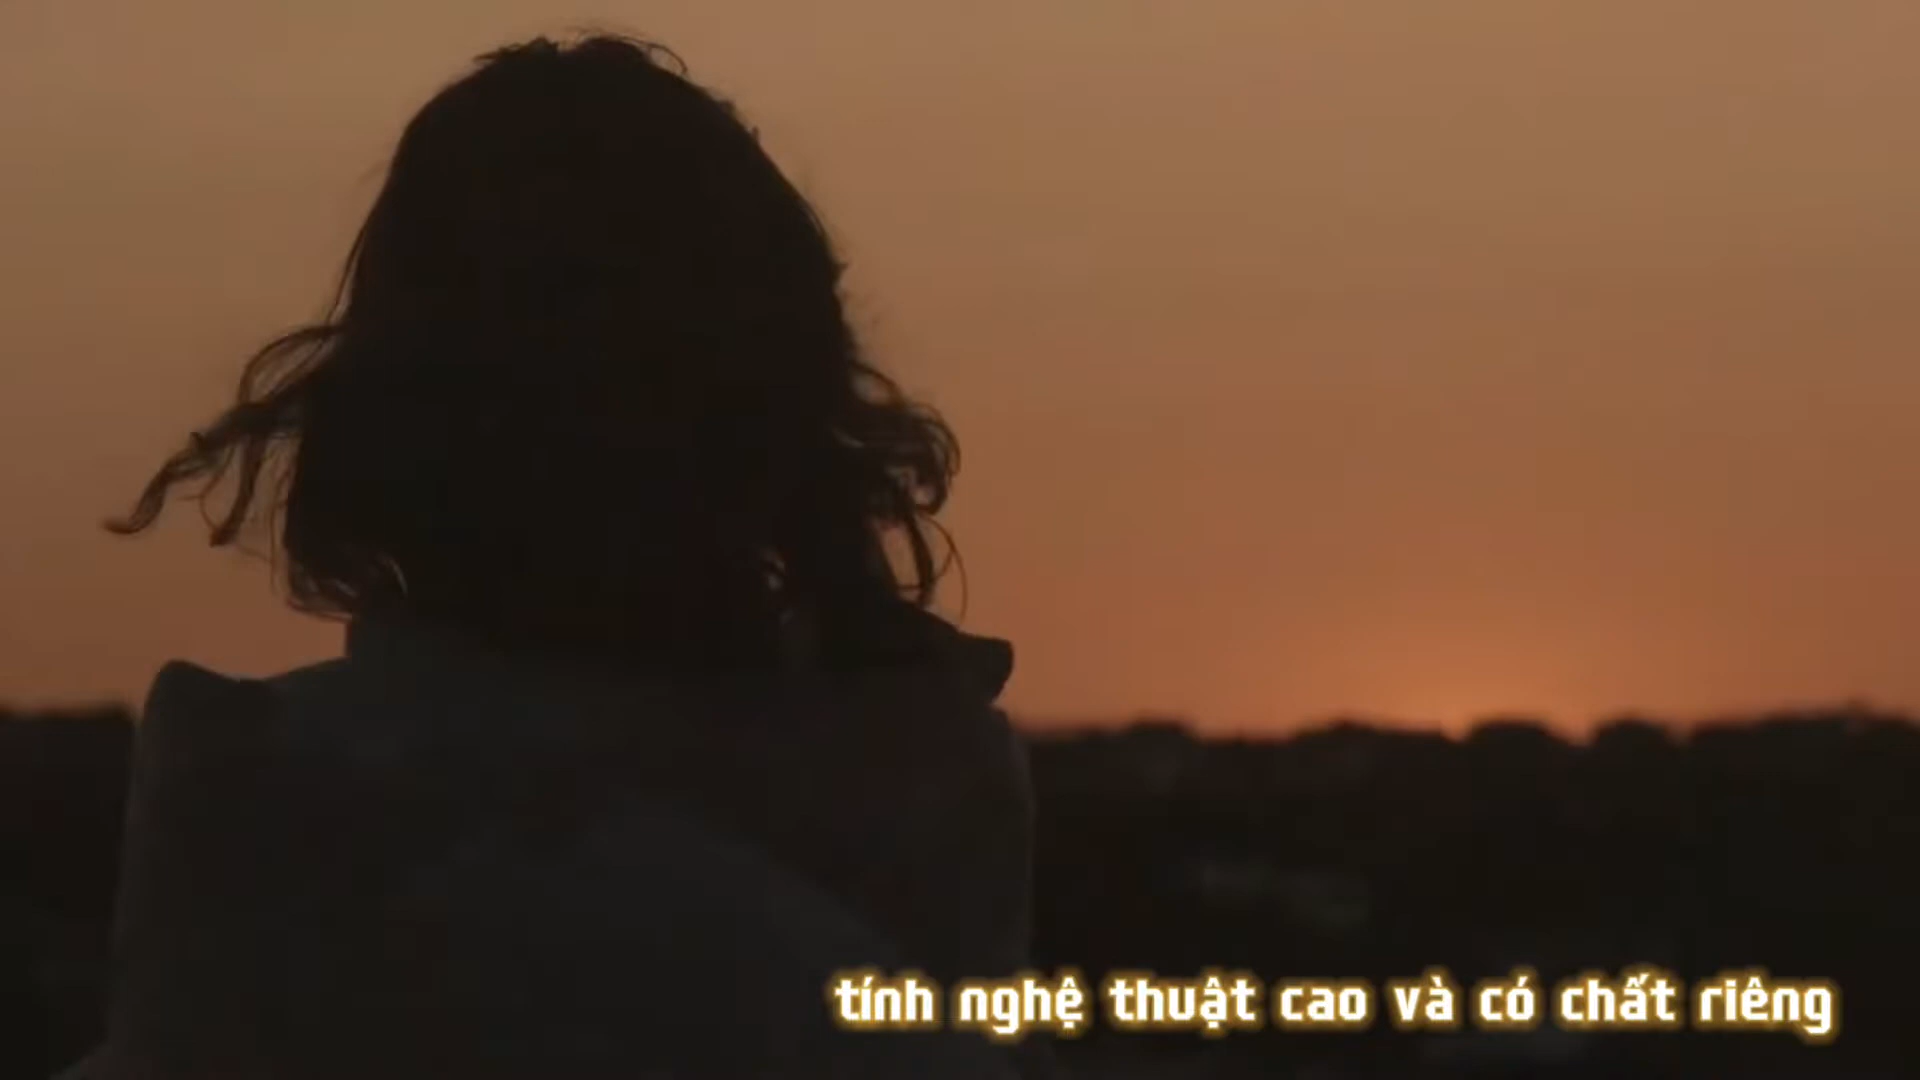 tính nghệ thuật cao và có chất riêng